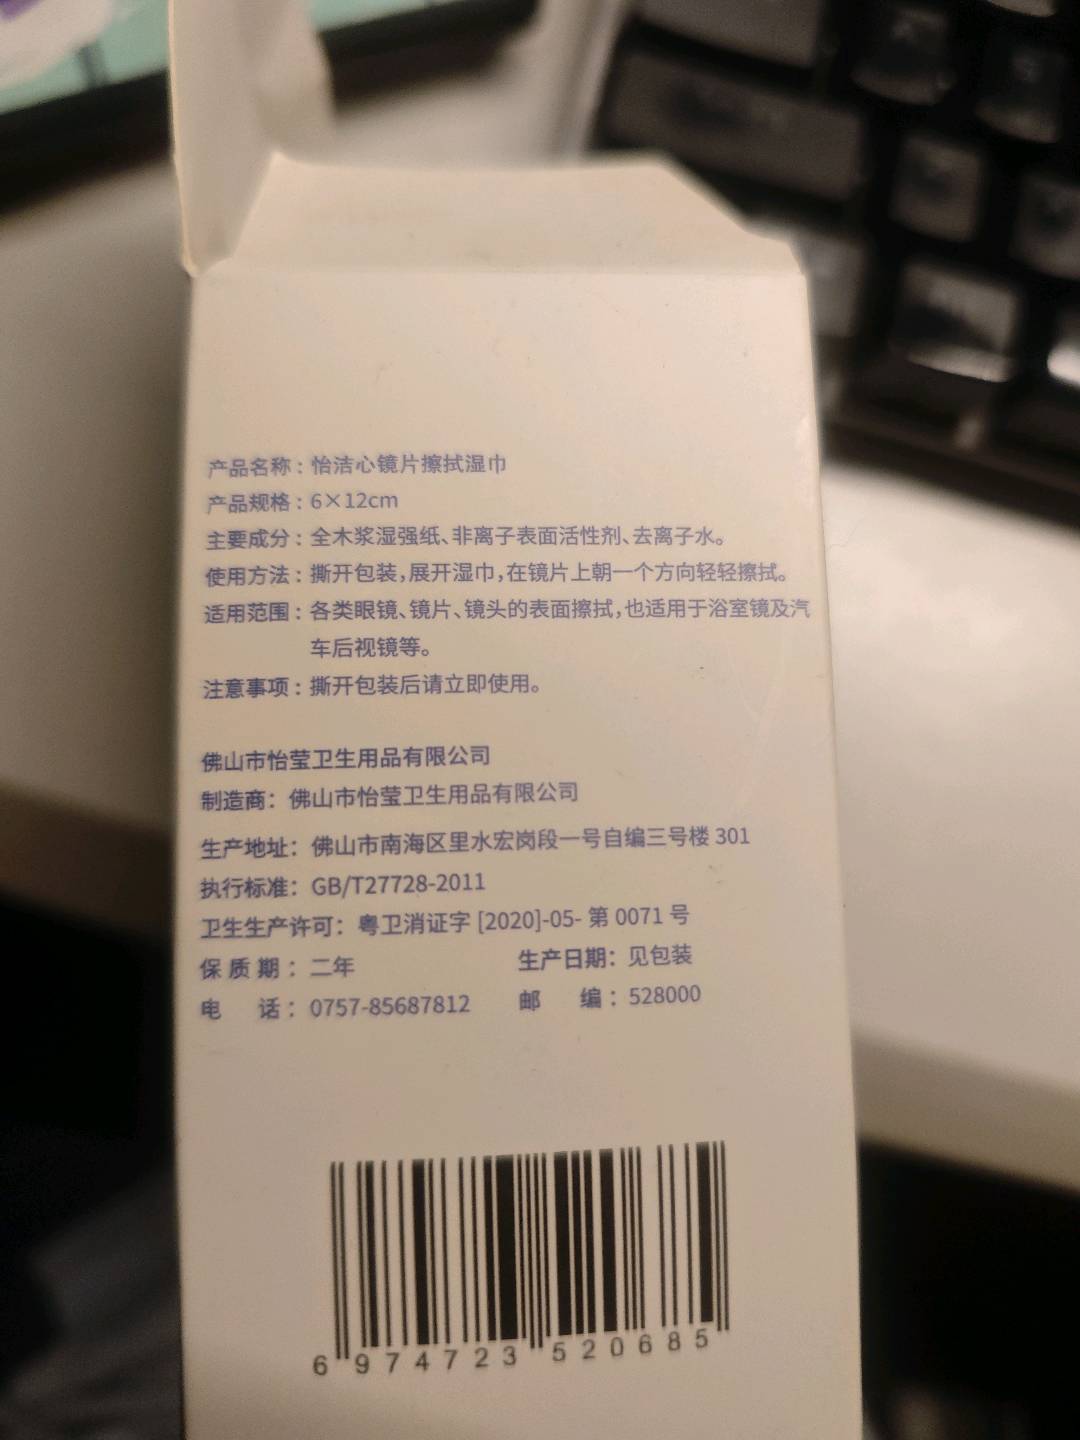 产品名称：怡洁心镜片擦拭湿巾
产品规格：6×12cm
主要成分：全木浆湿强纸、非离子表面活性剂、去离子水。
使用方法：撕开包装，展开湿巾，在镜片上朝一个方向轻轻擦拭。
适用范围：各类眼镜、镜片、镜头的表面擦拭，也适用于浴室镜及汽
车后视镜等。
注意事项：撕开包装后请立即使用。
佛山市怡莹卫生用品有限公司
制造商：佛山市怡莹卫生用品有限公司
生产地址：佛山市南海区里水宏岗段一号自编三号楼 301
执行标准：GB/T27728-2011
卫生生产许可：粤卫消证字 [2020]-05- 第 0071 号
保质期：二年 生产日期：见包装
电话：0757-85687812 邮编：528000
6 974723 520685